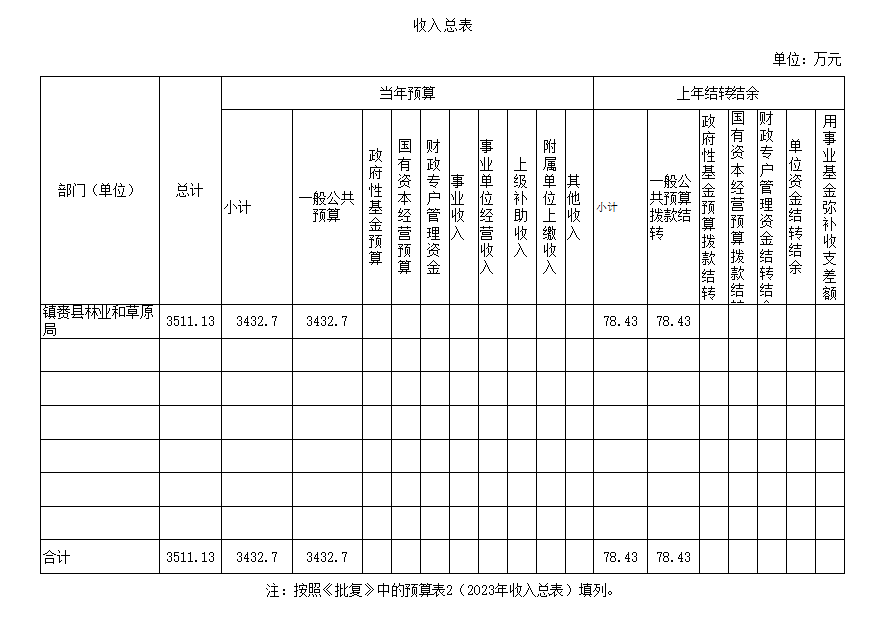 收入总表
单位：万元
部门（单位）
总计
当年预算
上年结转结余
小计
一般公共
预算
政府性基金预算
国有资本经营预算
财政专户管理资金
事业收入
事业单位经营收入
上级补助收入
附属单位上缴收入
其他收入
小计
一般公
共预算
拨款结
转
政府性基金预算拨款结转
国有资本经营预算拨款结
财政专户管理资金结转结
单位资金结转结余
用事业基金弥补收支差额
镇赉县林业和草原
局
3511.13 3432.7 3432.7 78.43 78.43
合计 3511.13 3432.7 3432.7 78.43 78.43
注：按照《批复》中的预算表2（2023年收入总表）填列。